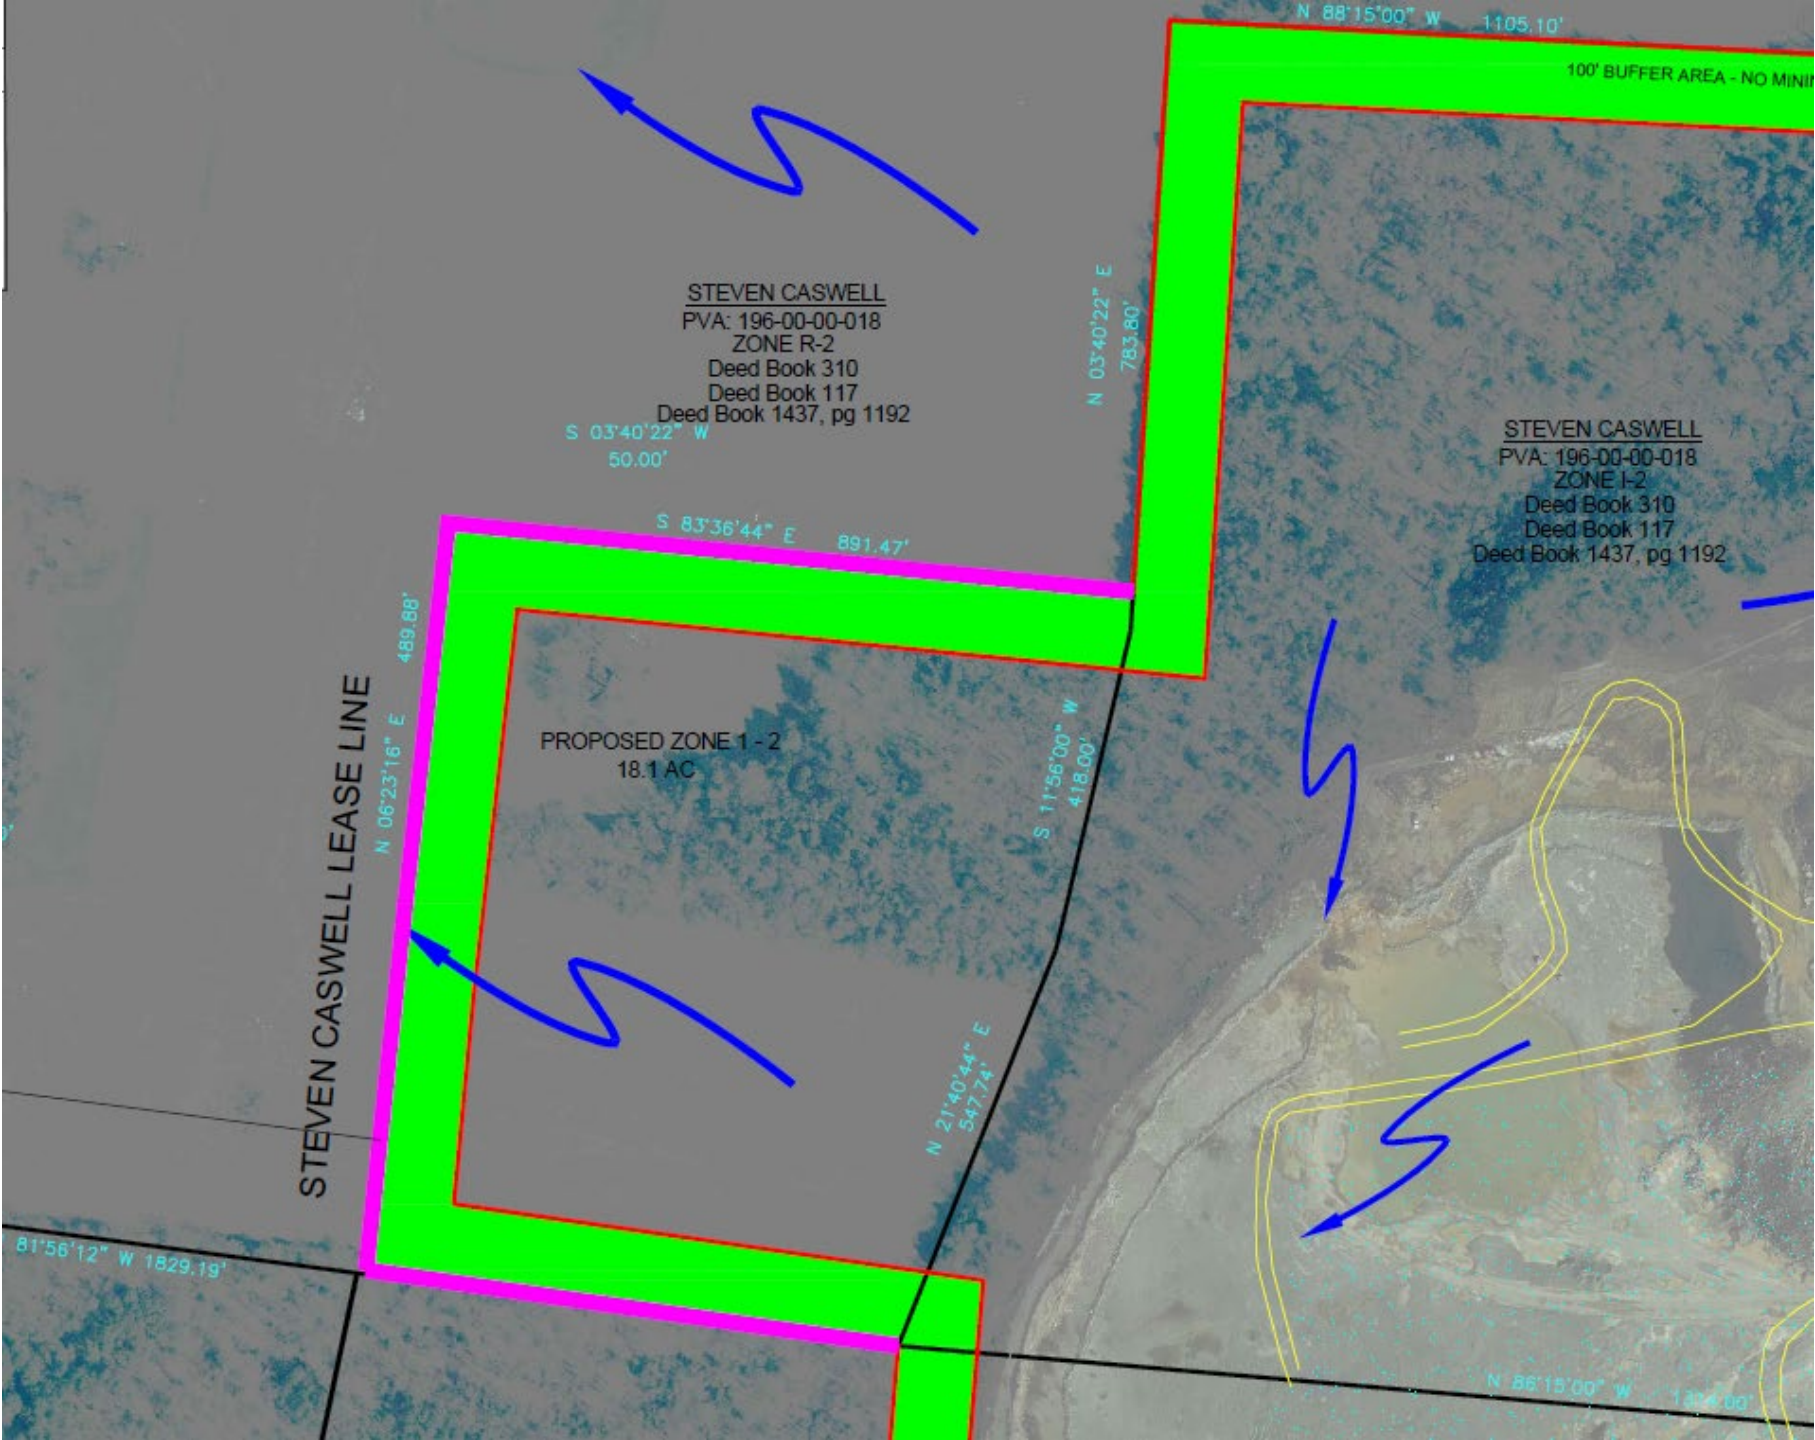 N 88°15'00" W 1105.10'
100' BUFFER AREA - NO MININ
STEVEN CASWELL
PVA: 196-00-00-018
ZONE R-2
Deed Book 310
Deed Book 117
Deed Book 1437, pg 1192
N 03°40'22" E
783.80'
S 03°40'22" W
50.00'
STEVEN CASWELL
PVA: 196-00-00-018
ZONE I-2
Deed Book 310
Deed Book 117
Deed Book 1437, pg 1192
S 83°36'44" E 891.47'
N 06°23'16" E 489.88'
STEVEN CASWELL LEASE LINE
PROPOSED ZONE 1 - 2
18.1 AC
S 11°56'00" W
418.00'
N 21°40'44" E
547.74'
81°56'12" W 1829.19'
N 86°15'00" W